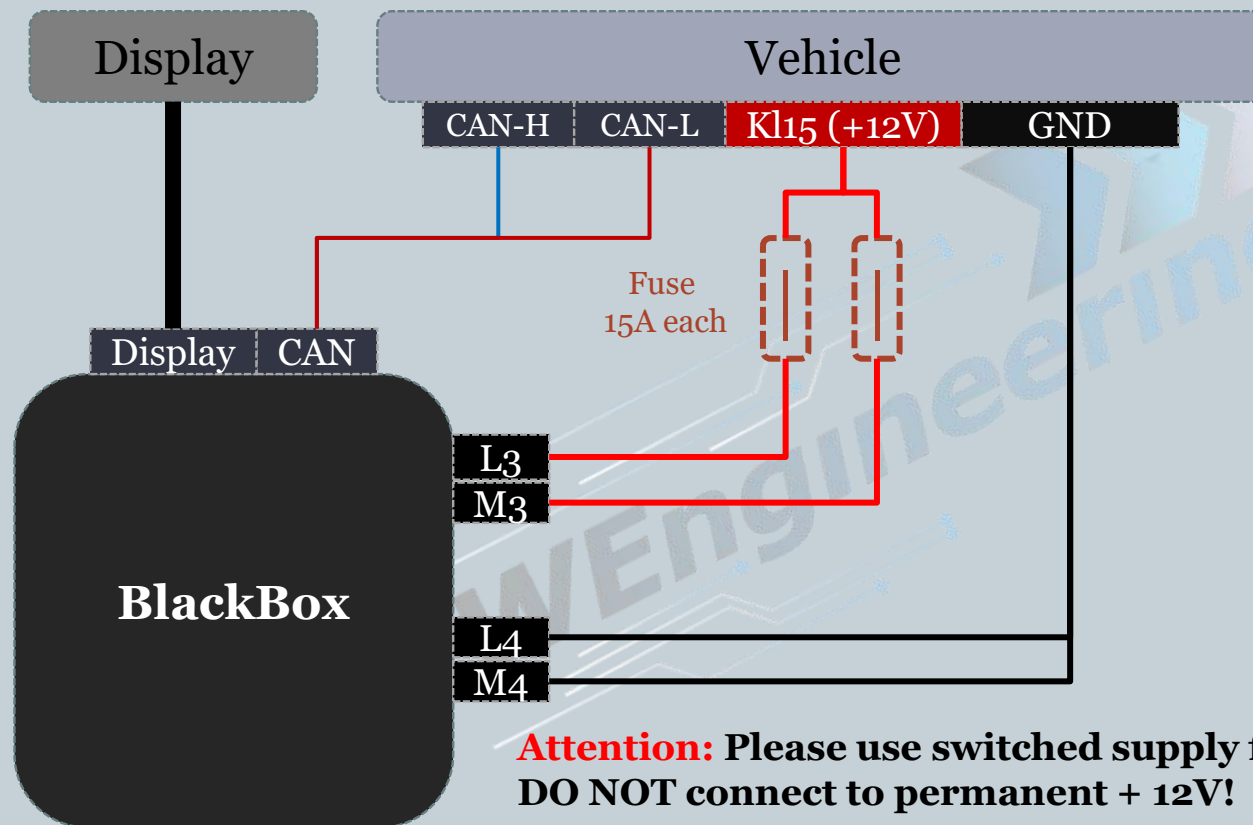 Display
Vehicle
CAN-H
CAN-L
Kl15 (+12V)
GND
Fuse
15A each
Display
CAN
L3
M3
BlackBox
L4
M4
WEngineering
Attention: Please use switched supply
DO NOT connect to permanent + 12V!